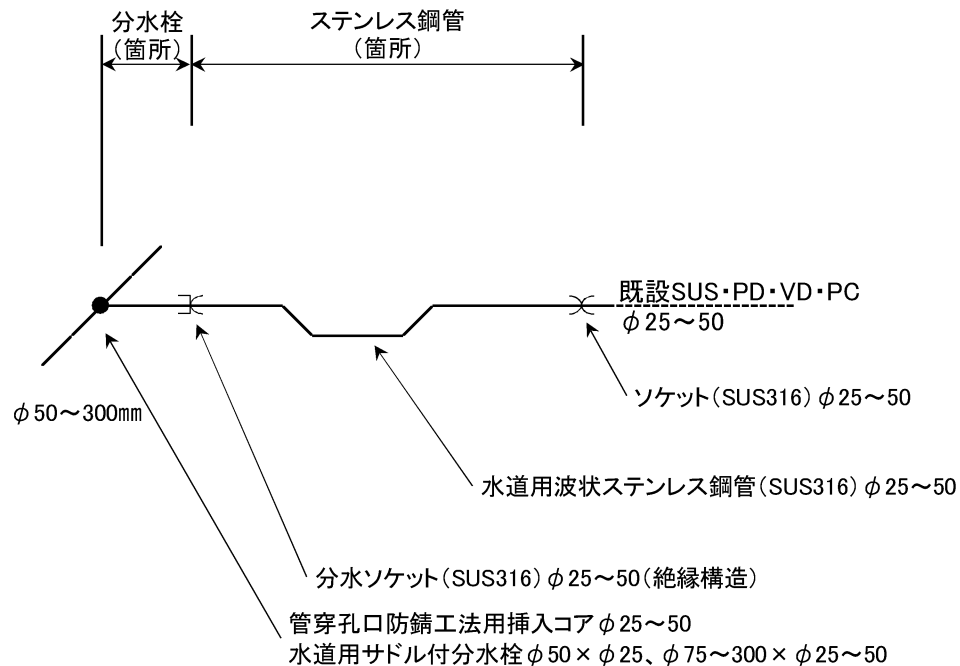 分水栓
(箇所)
ステンレス鋼管
(箇所)
既設SUS・PD・VD・PC
φ25～50
ソケット(SUS316)φ25～50
φ50～300㎜
水道用波状ステンレス鋼管(SUS316)φ25～50
分水ソケット(SUS316)φ25～50(絶縁構造)
管穿孔口防錆工法用挿入コアφ25～50
水道用サドル付分水栓φ50×φ25、φ75～300×φ25～50